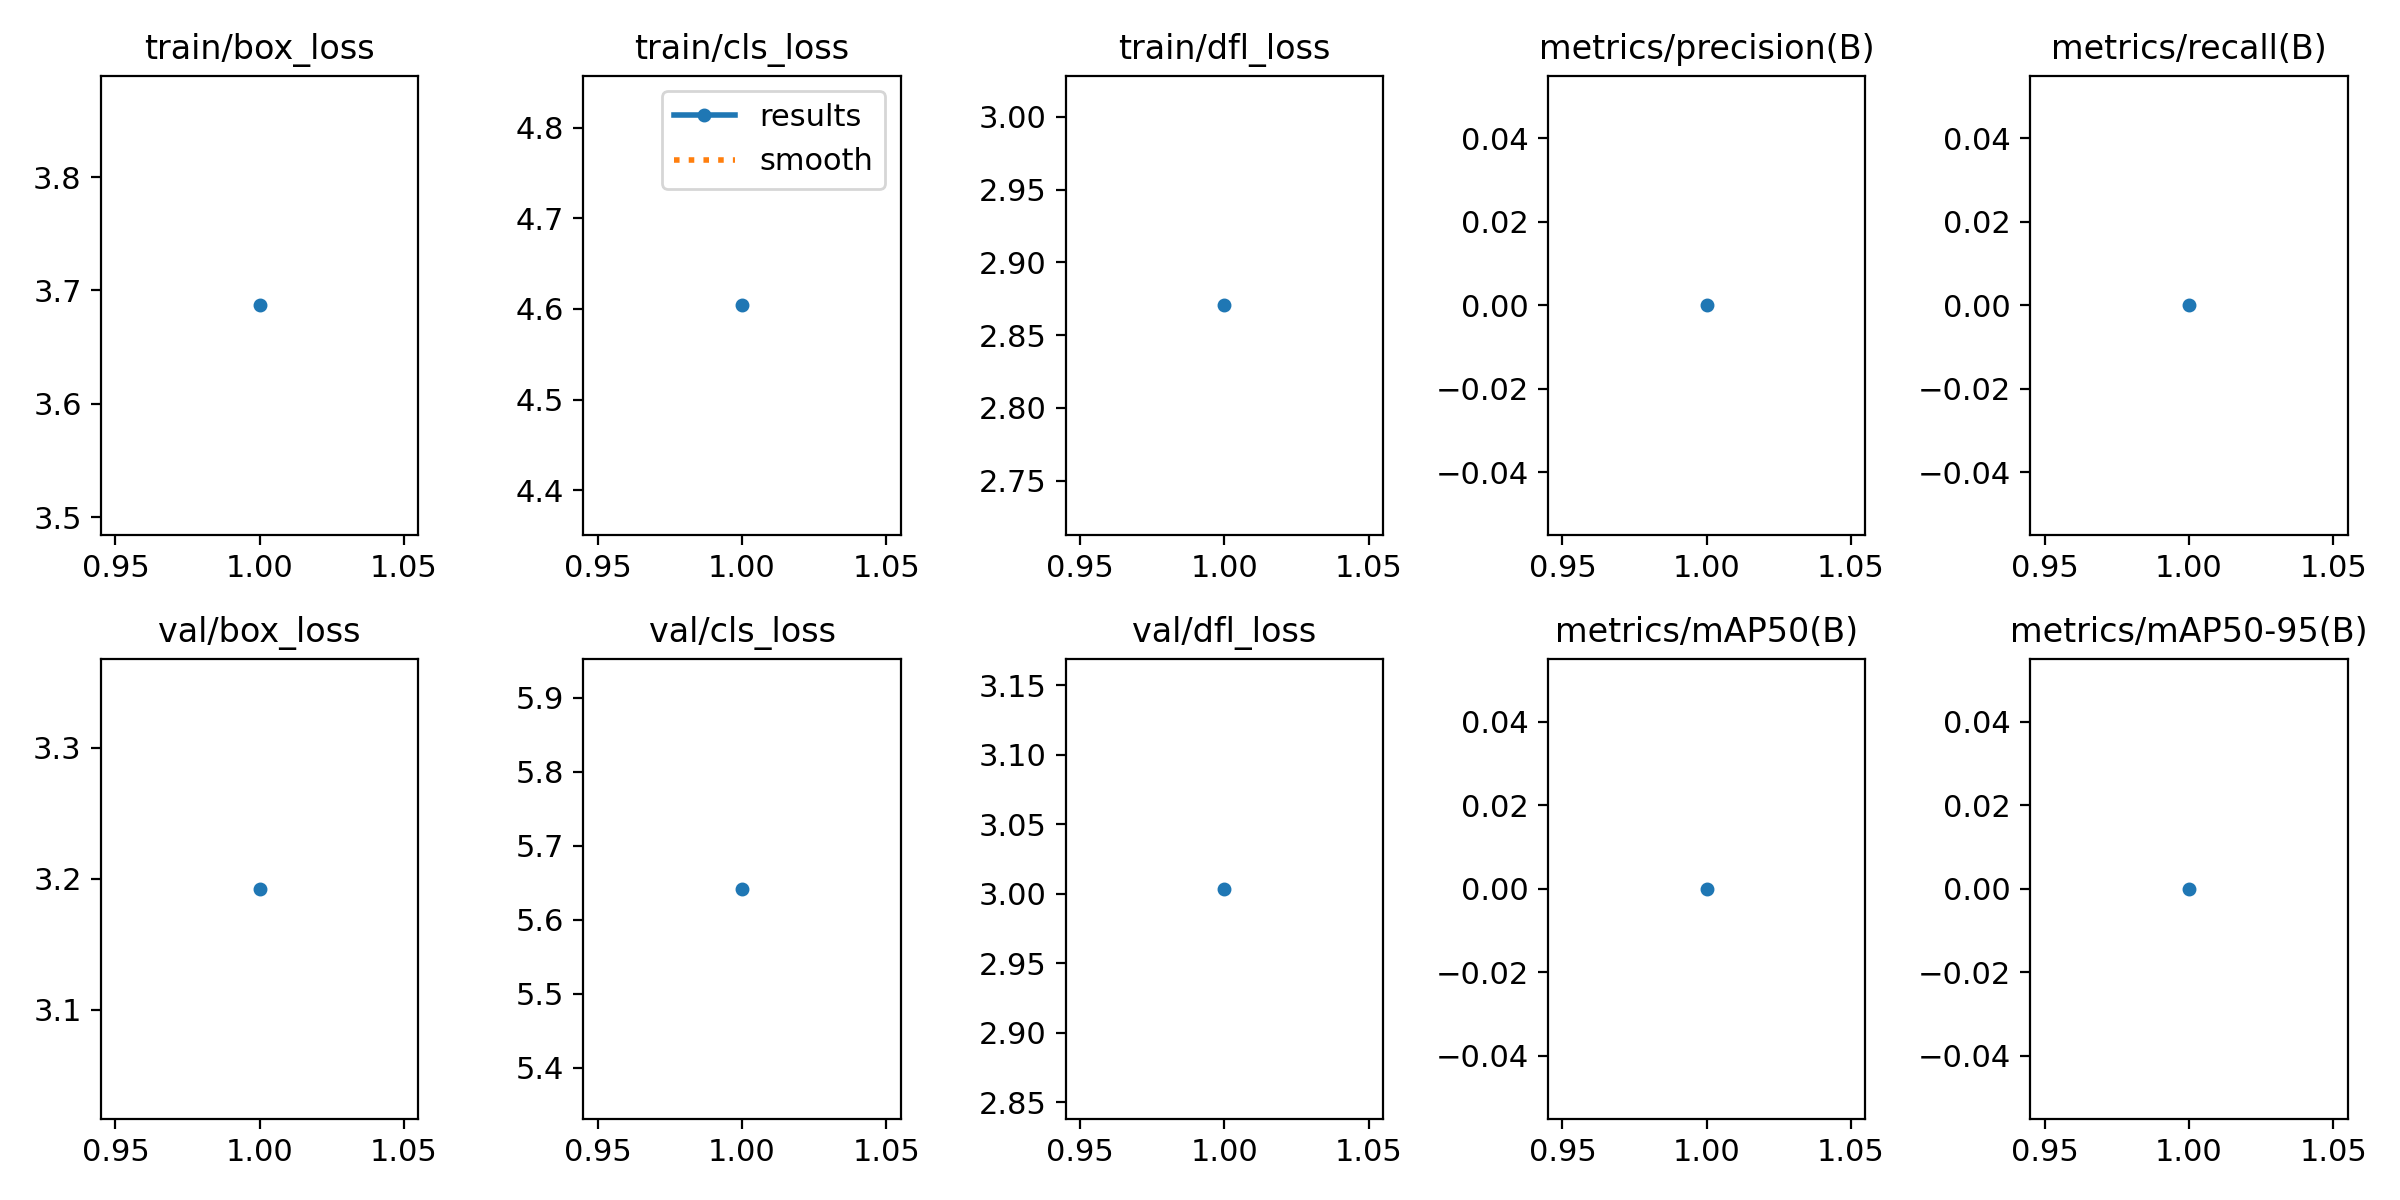 train/box_loss
3.8
3.7
3.6
3.5
0.95 1.00 1.05
train/cls_loss
results
smooth
4.8
4.7
4.6
4.5
4.4
0.95 1.00 1.05
train/dfl_loss
3.00
2.95
2.90
2.85
2.80
2.75
0.95 1.00 1.05
metrics/precision(B)
0.04
0.02
0.00
−0.02
−0.04
0.95 1.00 1.05
metrics/recall(B)
0.04
0.02
0.00
−0.02
−0.04
0.95 1.00 1.05
val/box_loss
3.3
3.2
3.1
0.95 1.00 1.05
val/cls_loss
5.9
5.8
5.7
5.6
5.5
5.4
0.95 1.00 1.05
val/dfl_loss
3.15
3.10
3.05
3.00
2.95
2.90
2.85
0.95 1.00 1.05
metrics/mAP50(B)
0.04
0.02
0.00
−0.02
−0.04
0.95 1.00 1.05
metrics/mAP50-95(B)
0.04
0.02
0.00
−0.02
−0.04
0.95 1.00 1.05